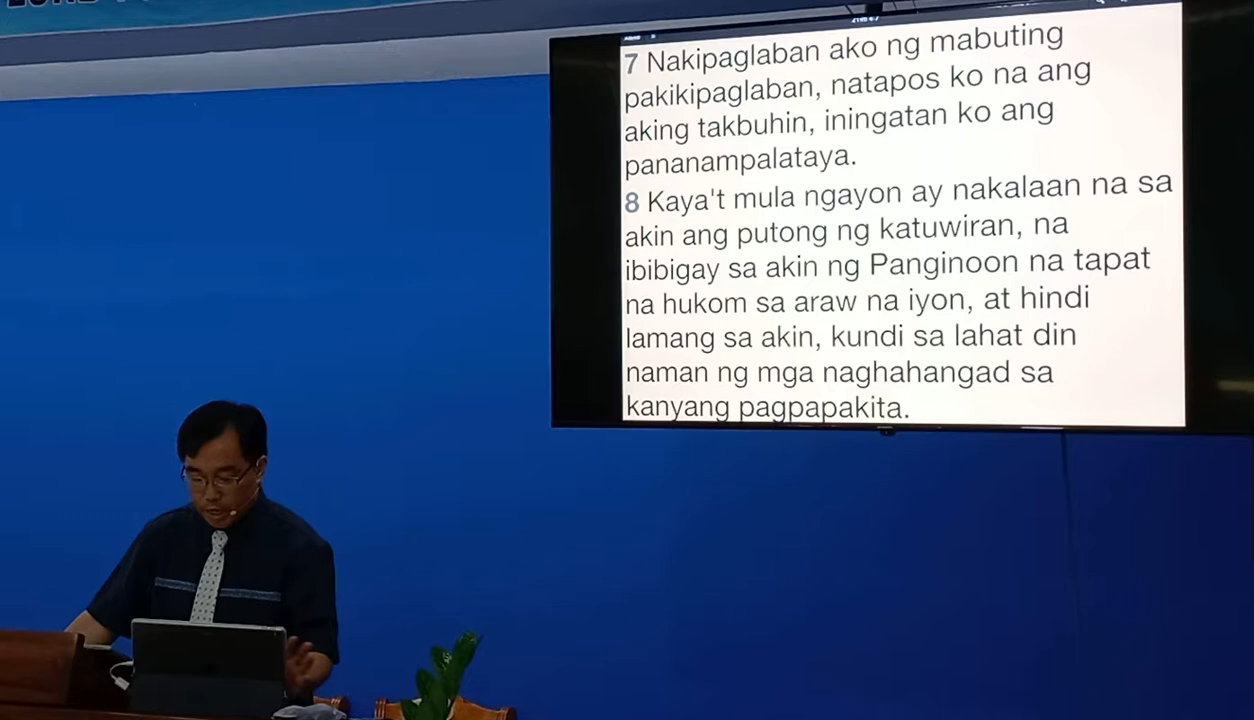 7 Nakipaglaban ako ng mabuting
pakikipaglaban, natapos ko na ang
aking takbuhin, iningatan ko ang
pananampalataya.
8 Kaya't mula ngayon ay nakalaan na sa
akin ang putong ng katuwiran, na
ibibigay sa akin ng Panginoon na tapat
na hukom sa araw na iyon, at hindi
lamang sa akin, kundi sa lahat din
naman ng mga naghahangad sa
kanyang pagpapakita.